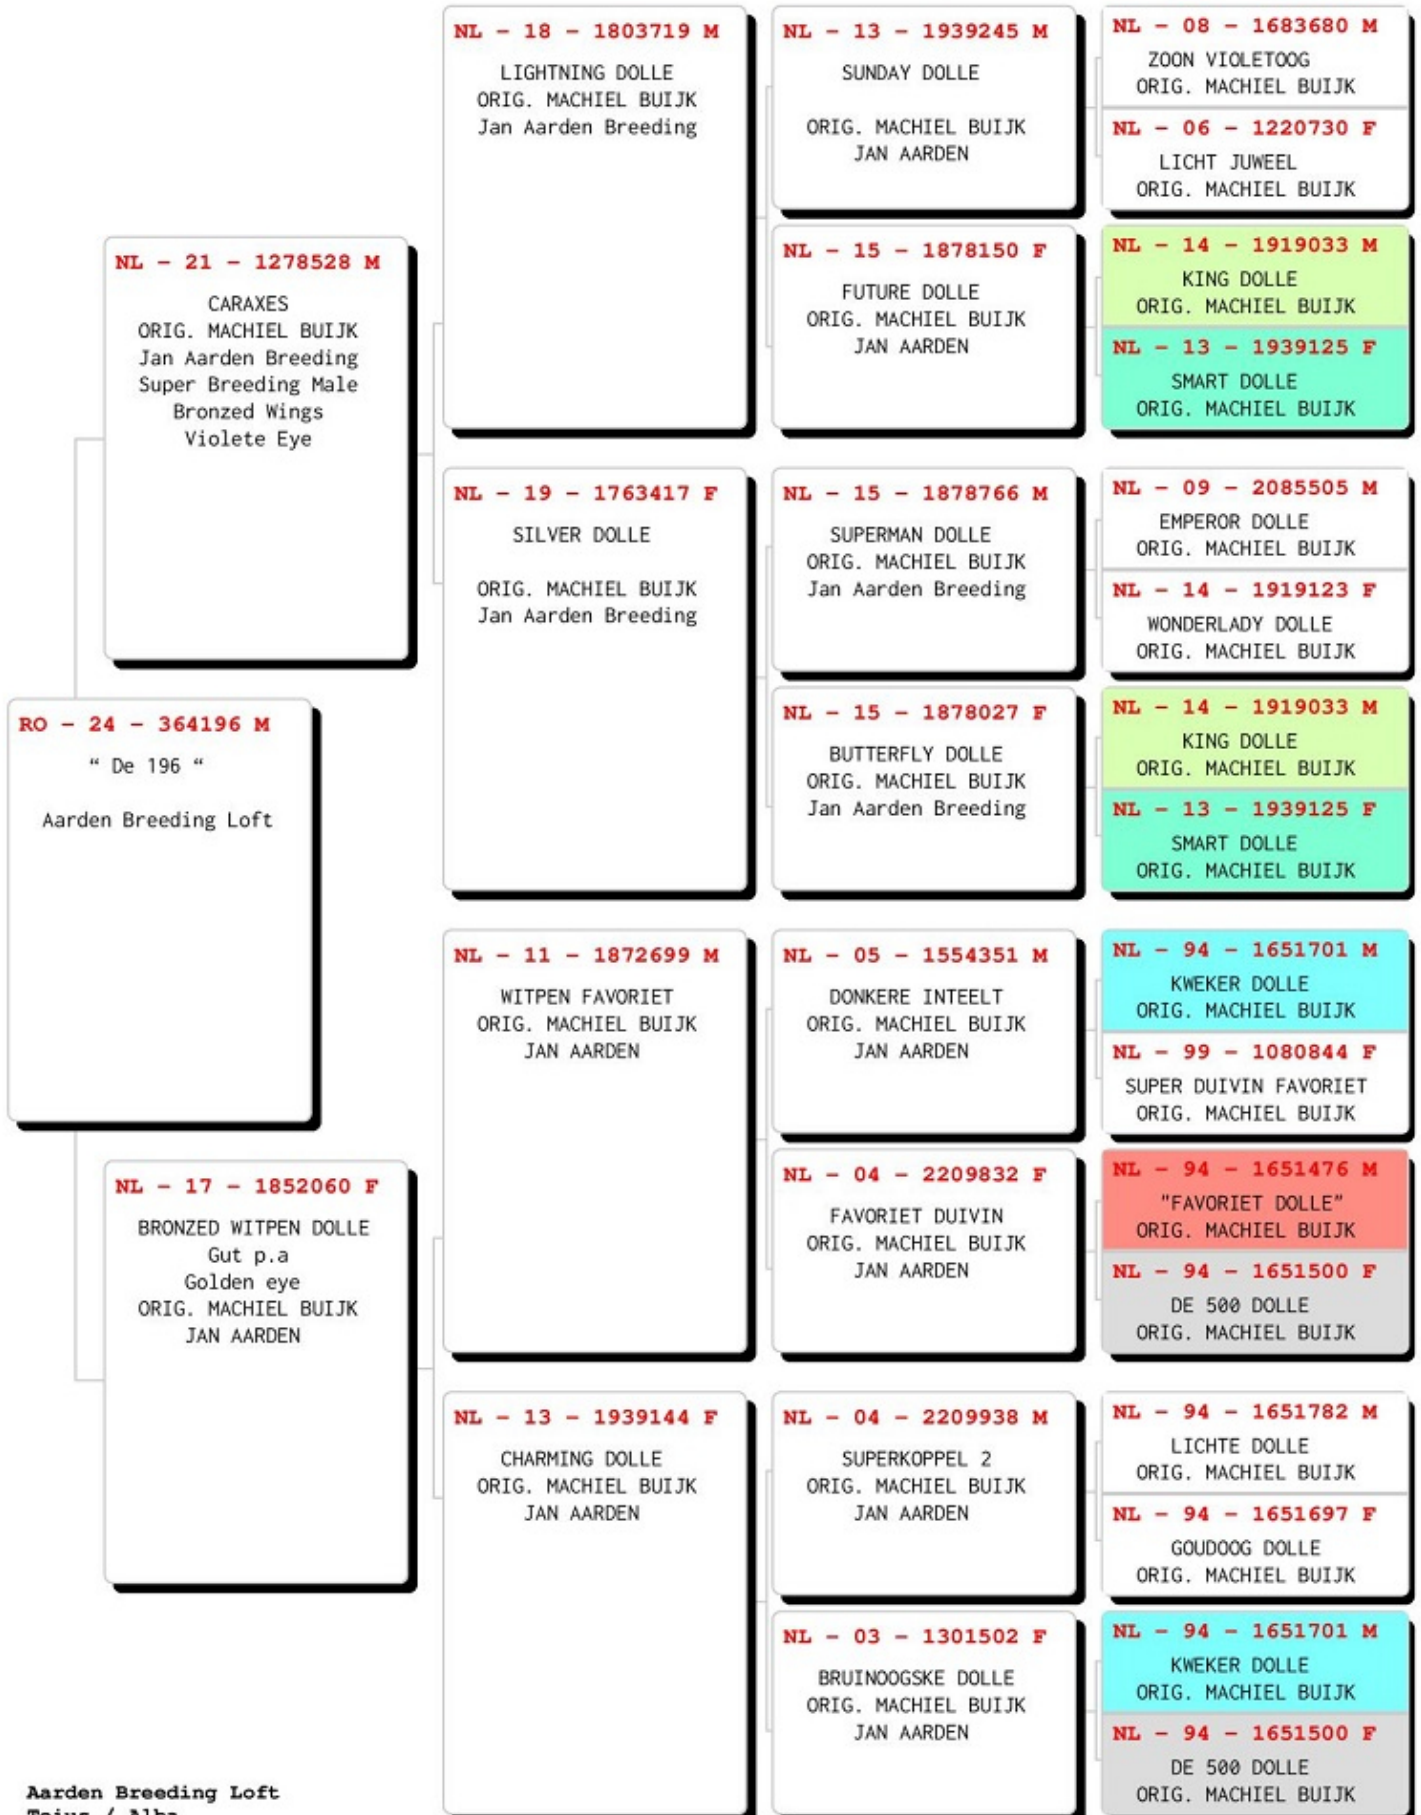 NL - 18 - 1803719 M
LIGHTNING DOLLE
ORIG. MACHIEL BUIJK
Jan Aarden Breeding
NL - 13 - 1939245 M
SUNDAY DOLLE
ORIG. MACHIEL BUIJK
JAN AARDEN
NL - 08 - 1683680 M
ZOON VIOLETOOG
ORIG. MACHIEL BUIJK
NL - 06 - 1220730 F
LICHT JUWEEL
ORIG. MACHIEL BUIJK
NL - 21 - 1278528 M
CARAXES
ORIG. MACHIEL BUIJK
Jan Aarden Breeding
Super Breeding Male
Bronzed Wings
Violete Eye
NL - 15 - 1878150 F
FUTURE DOLLE
ORIG. MACHIEL BUIJK
JAN AARDEN
NL - 14 - 1919033 M
KING DOLLE
ORIG. MACHIEL BUIJK
NL - 13 - 1939125 F
SMART DOLLE
ORIG. MACHIEL BUIJK
NL - 19 - 1763417 F
SILVER DOLLE
ORIG. MACHIEL BUIJK
Jan Aarden Breeding
NL - 15 - 1878766 M
SUPERMAN DOLLE
ORIG. MACHIEL BUIJK
Jan Aarden Breeding
NL - 09 - 2085505 M
EMPEROR DOLLE
ORIG. MACHIEL BUIJK
NL - 14 - 1919123 F
WONDERLADY DOLLE
ORIG. MACHIEL BUIJK
RO - 24 - 364196 M
“ De 196 “
Aarden Breeding Loft
NL - 15 - 1878027 F
BUTTERFLY DOLLE
ORIG. MACHIEL BUIJK
Jan Aarden Breeding
NL - 14 - 1919033 M
KING DOLLE
ORIG. MACHIEL BUIJK
NL - 13 - 1939125 F
SMART DOLLE
ORIG. MACHIEL BUIJK
NL - 11 - 1872699 M
WITPEN FAVORIET
ORIG. MACHIEL BUIJK
JAN AARDEN
NL - 05 - 1554351 M
DONKERE INTEELT
ORIG. MACHIEL BUIJK
JAN AARDEN
NL - 94 - 1651701 M
KWEKER DOLLE
ORIG. MACHIEL BUIJK
NL - 99 - 1080844 F
SUPER DUIVIN FAVORIET
ORIG. MACHIEL BUIJK
NL - 17 - 1852060 F
BRONZED WITPEN DOLLE
Gut p.a
Golden eye
ORIG. MACHIEL BUIJK
JAN AARDEN
NL - 04 - 2209832 F
FAVORIET DUIVIN
ORIG. MACHIEL BUIJK
JAN AARDEN
NL - 94 - 1651476 M
"FAVORIET DOLLE"
ORIG. MACHIEL BUIJK
NL - 94 - 1651500 F
DE 500 DOLLE
ORIG. MACHIEL BUIJK
NL - 13 - 1939144 F
CHARMING DOLLE
ORIG. MACHIEL BUIJK
JAN AARDEN
NL - 04 - 2209938 M
SUPERKOPPEL 2
ORIG. MACHIEL BUIJK
JAN AARDEN
NL - 94 - 1651782 M
LICHTE DOLLE
ORIG. MACHIEL BUIJK
NL - 94 - 1651697 F
GOUDOOG DOLLE
ORIG. MACHIEL BUIJK
NL - 03 - 1301502 F
BRUINOOGSKE DOLLE
ORIG. MACHIEL BUIJK
JAN AARDEN
NL - 94 - 1651701 M
KWEKER DOLLE
ORIG. MACHIEL BUIJK
NL - 94 - 1651500 F
DE 500 DOLLE
ORIG. MACHIEL BUIJK
Aarden Breeding Loft